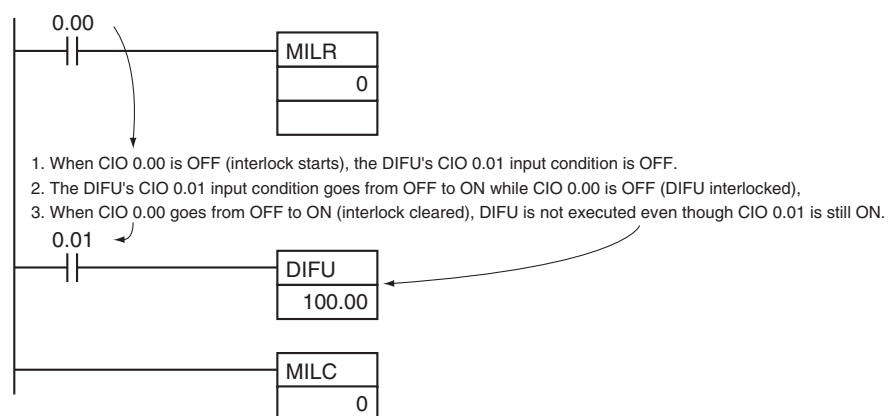 0.00
MILR
0
1. When CIO 0.00 is OFF (interlock starts), the DIFU's CIO 0.01 input condition is OFF.
2. The DIFU's CIO 0.01 input condition goes from OFF to ON while CIO 0.00 is OFF (DIFU interlocked),
3. When CIO 0.00 goes from OFF to ON (interlock cleared), DIFU is not executed even though CIO 0.01 is still ON.
0.01
DIFU
100.00
MILC
0